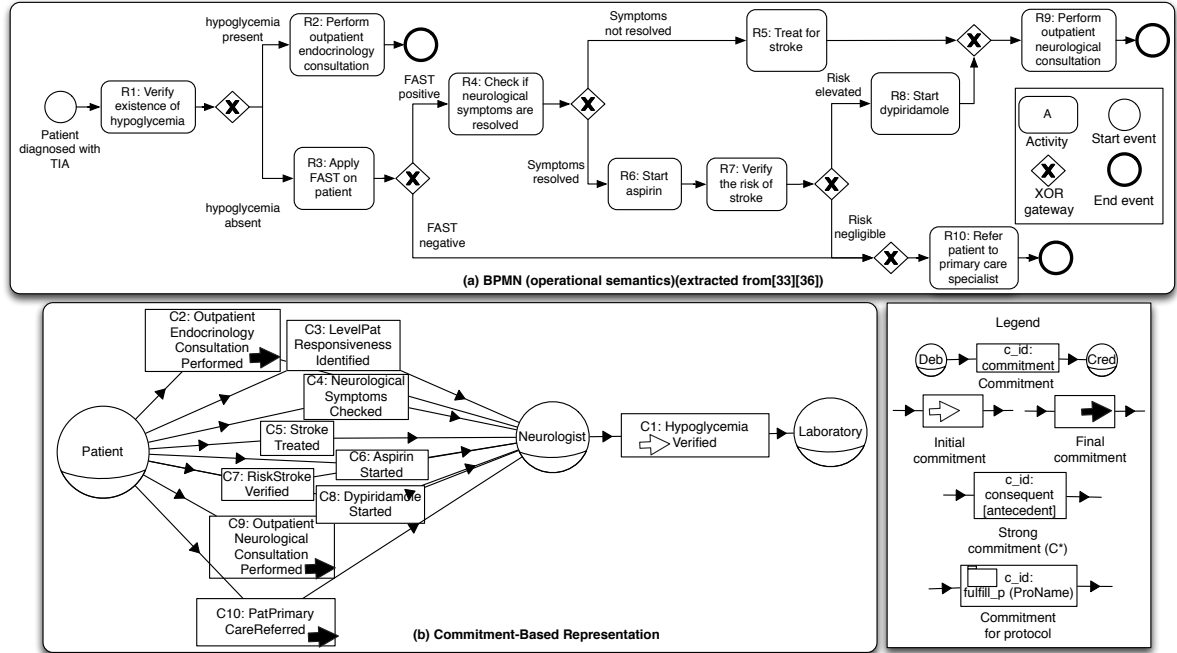 hypoglycemia
present
R2: Perform
outpatient
endocrinology
consultation
R1: Verify
existence of
hypoglycemia
X
Patient
diagnosed with
TIA
hypoglycemia
absent
R3: Apply
FAST on
patient
X
FAST
positive
FAST
negative
R4: Check if
neurological
symptoms are
resolved
X
Symptoms
not resolved
Symptoms
resolved
R5: Treat for
stroke
R6: Start
aspirin
R7: Verify
the risk of
stroke
X
Risk
elevated
Risk
negligible
R8: Start
dypiridamole
X
R9: Perform
outpatient
neurological
consultation
X
R10: Refer
patient to
primary care
specialist
A
Activity
Start event
X
XOR
gateway
End event
(a) BPMN (operational semantics)(extracted from[33][36])
C2: Outpatient
Endocrinology
Consultation
Performed
C3: LevelPat
Responsiveness
Identified
C4: Neurological
Symptoms
Checked
C5: Stroke
Treated
C6: Aspirin
Started
C7: RiskStroke
Verified
C8: Dypiridamole
Started
C9: Outpatient
Neurological
Consultation
Performed
C10: PatPrimary
CareReferred
Patient
Neurologist
C1: Hypoglycemia
Verified
Laboratory
(b) Commitment-Based Representation
Legend
Deb
c_id:
commitment
Cred
Commitment
Initial
commitment
Final
commitment
c_id:
consequent
[antecedent]
Strong
commitment (C*)
c_id:
fulfill_p (ProName)
Commitment
for protocol